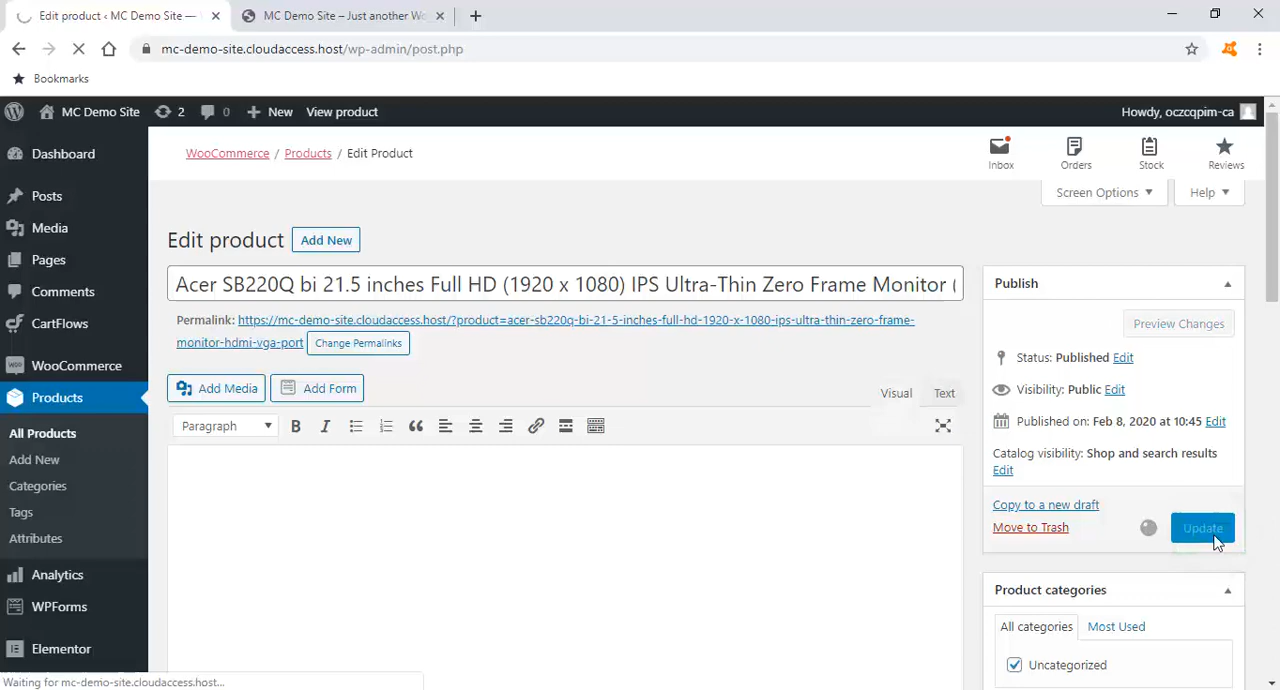 Edit product ‹ MC Demo Site —
MC Demo Site – Just another Wo
mc-demo-site.cloudaccess.host/wp-admin/post.php
Bookmarks
MC Demo Site
2
0
New
View product
Howdy, oczcqpim-ca
Dashboard
Posts
Media
Pages
Comments
CartFlows
WooCommerce
Products
All Products
Add New
Categories
Tags
Attributes
Analytics
WPForms
Elementor
WooCommerce / Products / Edit Product
Inbox
Orders
Stock
Reviews
Screen Options
Help
Edit product
Add New
Acer SB220Q bi 21.5 inches Full HD (1920 x 1080) IPS Ultra-Thin Zero Frame Monitor (
Permalink: https://mc-demo-site.cloudaccess.host/?product=acer-sb220q-bi-21-5-inches-full-hd-1920-x-1080-ips-ultra-thin-zero-frame-
monitor-hdmi-vga-port
Change Permalinks
Add Media
Add Form
Visual
Text
Paragraph
B
I
Publish
Preview Changes
Status: Published Edit
Visibility: Public Edit
Published on: Feb 8, 2020 at 10:45 Edit
Catalog visibility: Shop and search results
Edit
Copy to a new draft
Move to Trash
Update
Product categories
All categories
Most Used
Uncategorized
Waiting for mc-demo-site.cloudaccess.host...